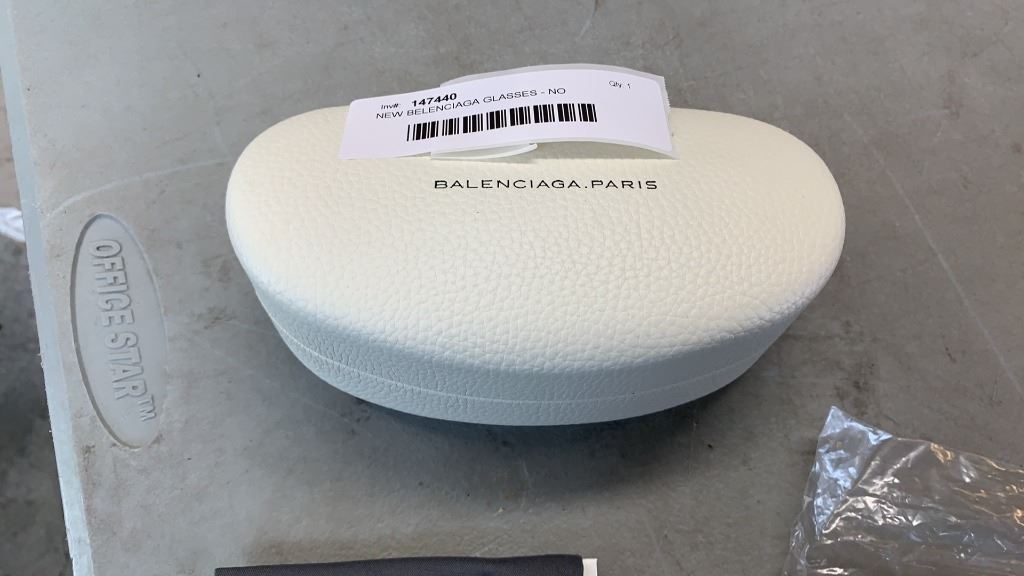 Inv#: 147440 Qty: 1
NEW BELENCIAGA GLASSES - NO
BALENCIAGA.PARIS
OFFICE STAR™